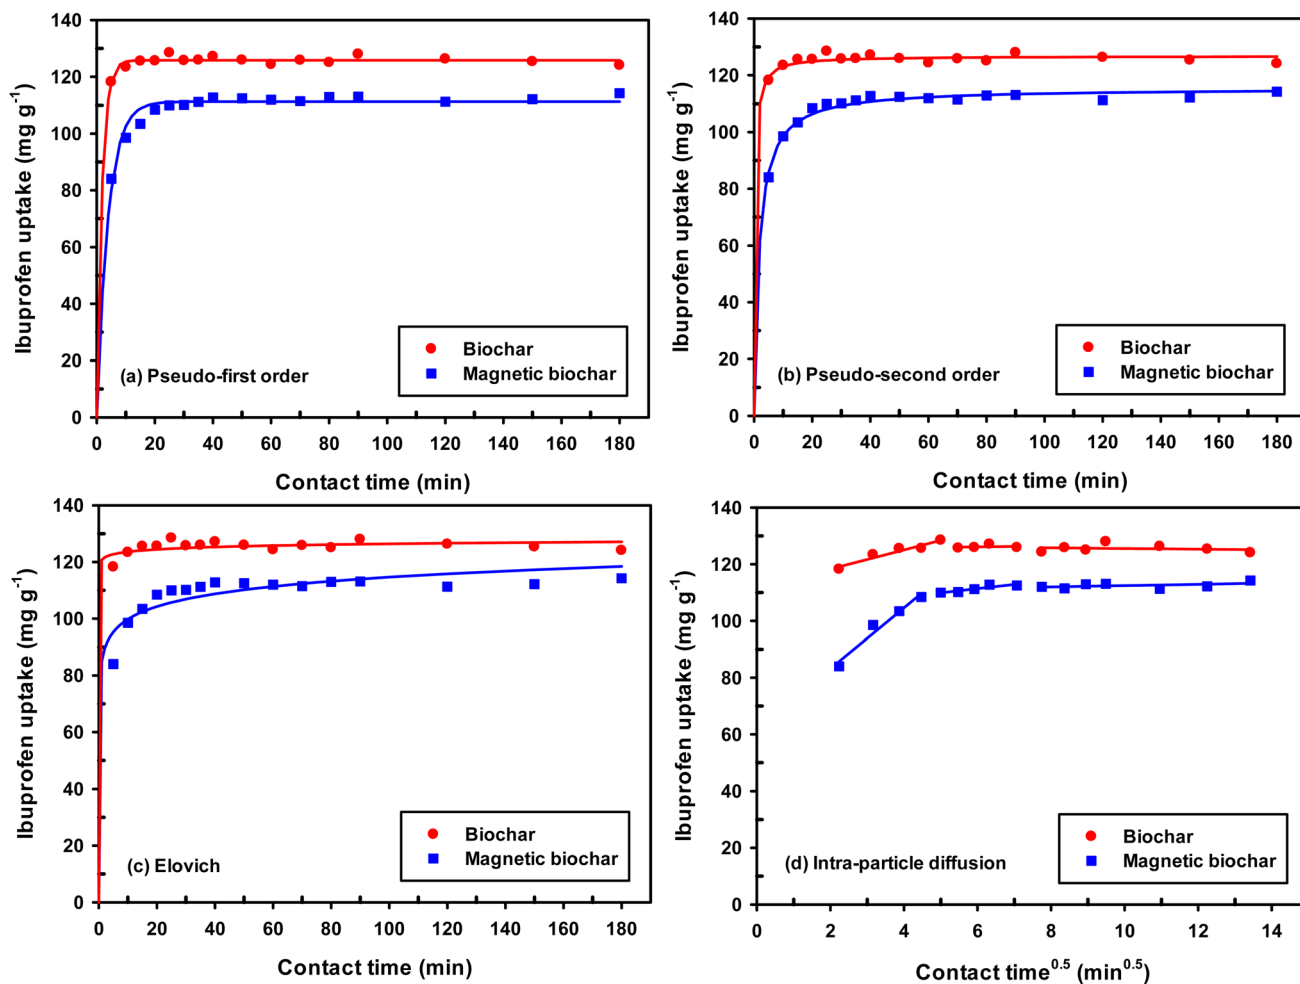 140
120
100
80
60
40
20
0
Ibuprofen uptake (mg g⁻¹)
Biochar
Magnetic biochar
(a) Pseudo-first order
0 20 40 60 80 100 120 140 160 180
Contact time (min)
140
120
100
80
60
40
20
0
Ibuprofen uptake (mg g⁻¹)
Biochar
Magnetic biochar
(b) Pseudo-second order
0 20 40 60 80 100 120 140 160 180
Contact time (min)
140
120
100
80
60
40
20
0
Ibuprofen uptake (mg g⁻¹)
Biochar
Magnetic biochar
(c) Elovich
0 20 40 60 80 100 120 140 160 180
Contact time (min)
140
120
100
80
60
40
20
0
Ibuprofen uptake (mg g⁻¹)
Biochar
Magnetic biochar
(d) Intra-particle diffusion
0 2 4 6 8 10 12 14
Contact time^0.5 (min^0.5)